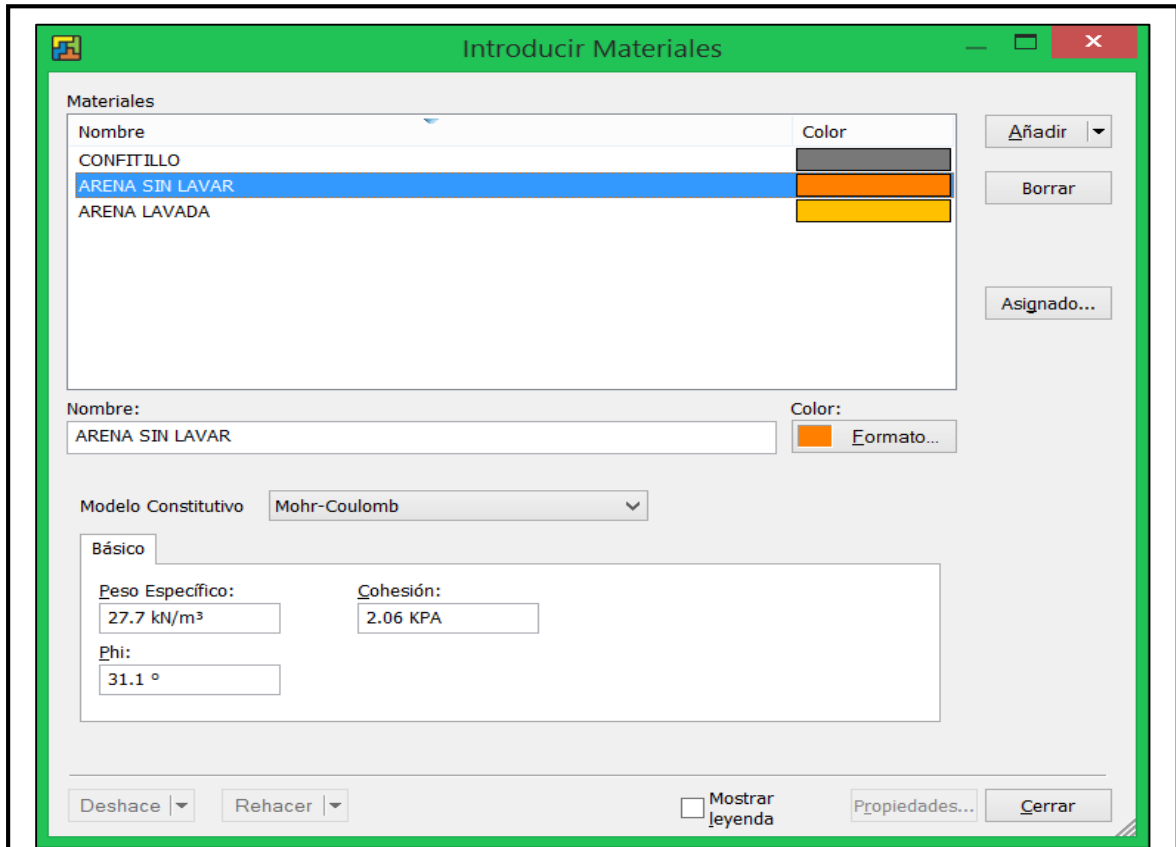 Introducir Materiales
Materiales
Nombre Color
CONFITILLO
ARENA SIN LAVAR
ARENA LAVADA
Añadir
Borrar
Asignado...
Nombre: Color:
ARENA SIN LAVAR Formato...
Modelo Constitutivo Mohr-Coulomb
Básico
Peso Específico: Cohesión:
27.7 kN/m³ 2.06 KPA
Phi:
31.1 º
Deshace Rehacer Mostrar
leyenda Propiedades... Cerrar